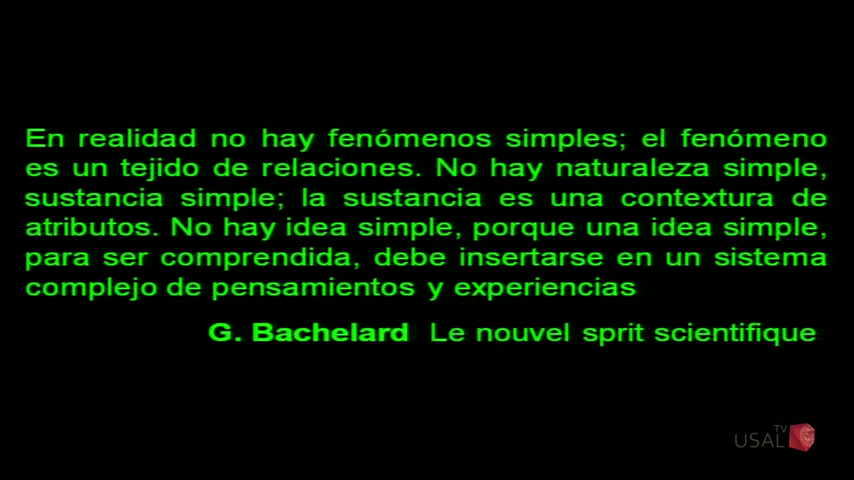 En realidad no hay fenómenos simples; el fenómeno
es un tejido de relaciones. No hay naturaleza simple,
sustancia simple; la sustancia es una contextura de
atributos. No hay idea simple, porque una idea simple,
para ser comprendida, debe insertarse en un sistema
complejo de pensamientos y experiencias
G. Bachelard Le nouvel sprit scientifique
TV
USAL